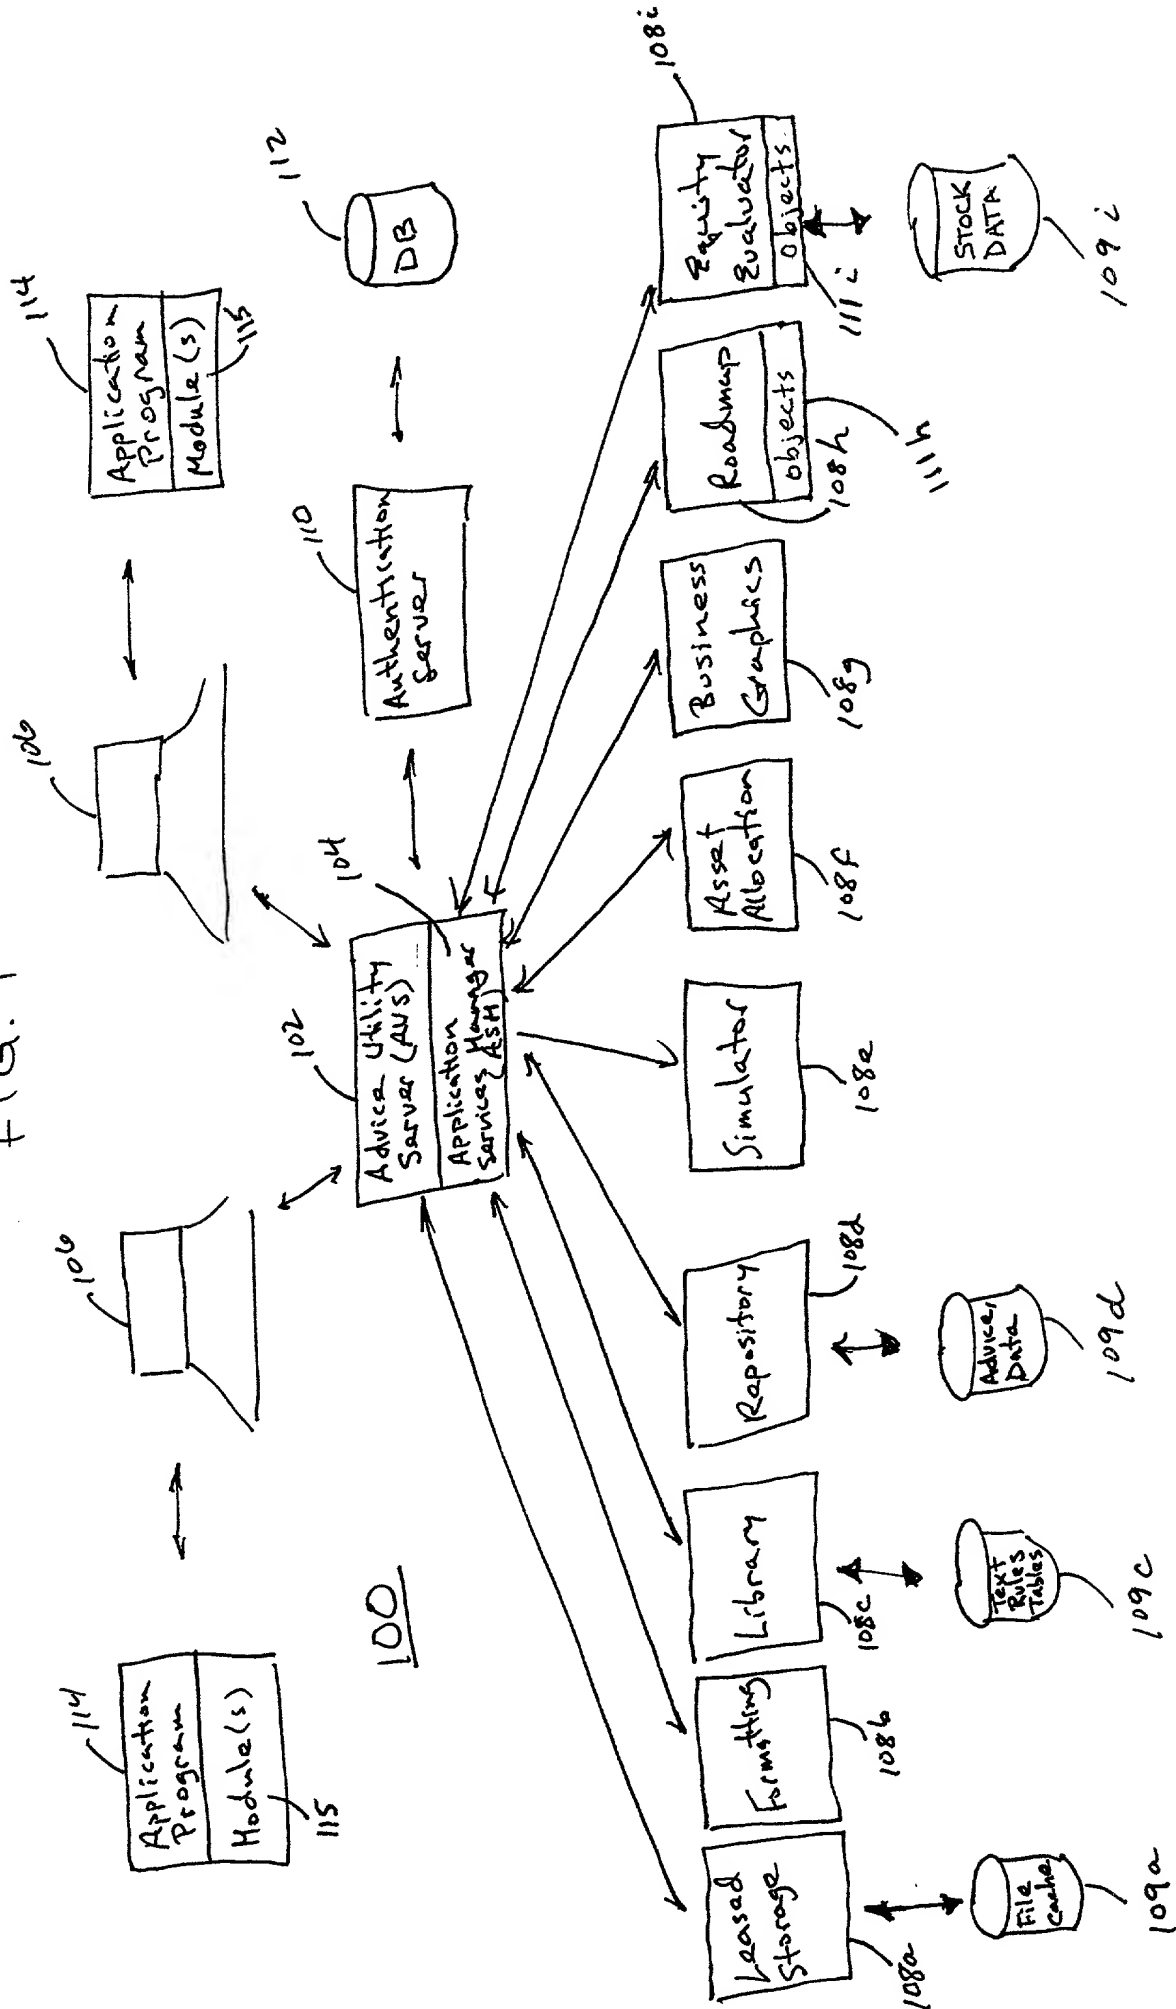 FIG. 1
100
114
Application
Program
Module(s)
115
106
106
114
Application
Program
Module(s)
115
102
Advice Utility
Server (AUS)
104
Application
Services Manager
(ASM)
110
Authentication
Server
112
DB
Leased
Storage
108a
File
Cache
109a
Formatting
108b
Library
108c
Text
Rules
Tables
109c
Repository
108d
Advice,
Data
109d
Simulator
108e
Asset
Allocation
108f
Business
Graphics
108g
Roadmap
objects
108h
111h
108i
Equity
Evaluator
objects
111i
STOCK
DATA
109i